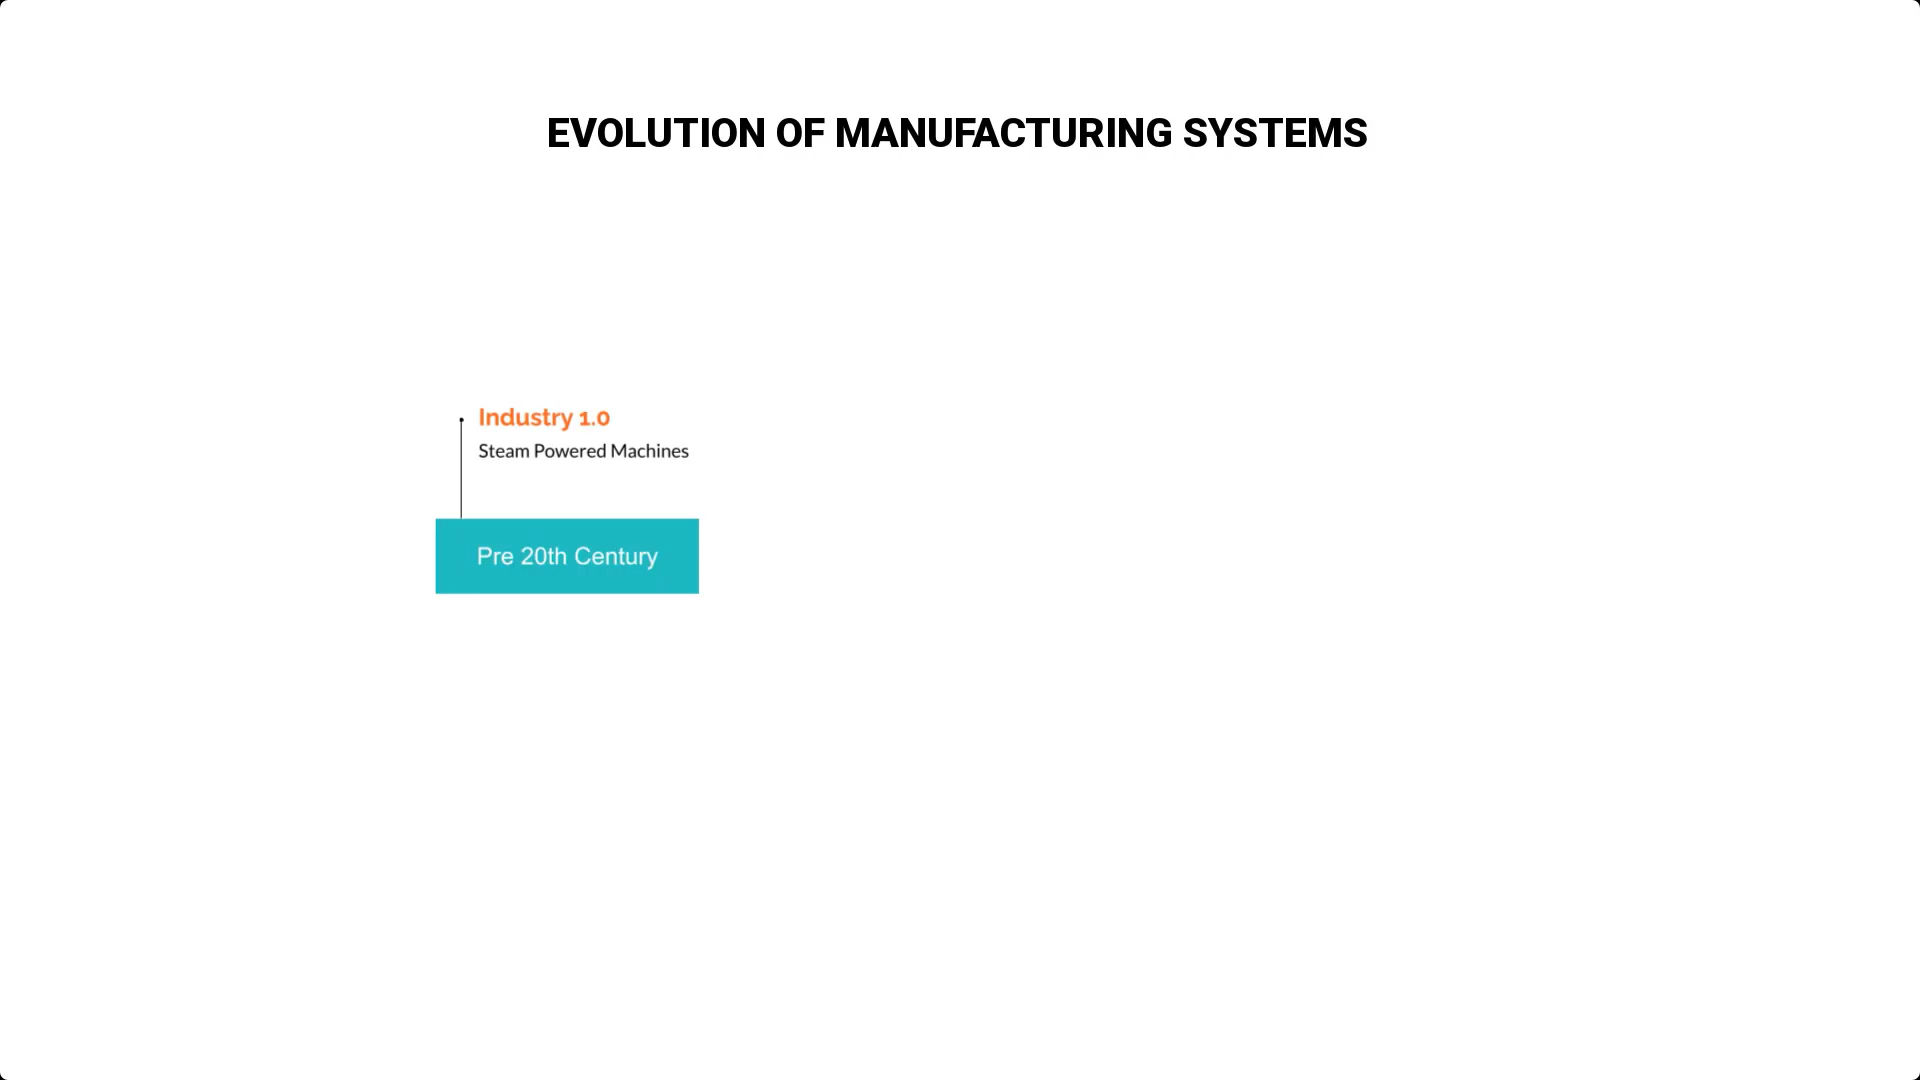 EVOLUTION OF MANUFACTURING SYSTEMS
Industry 1.0
Steam Powered Machines
Pre 20th Century